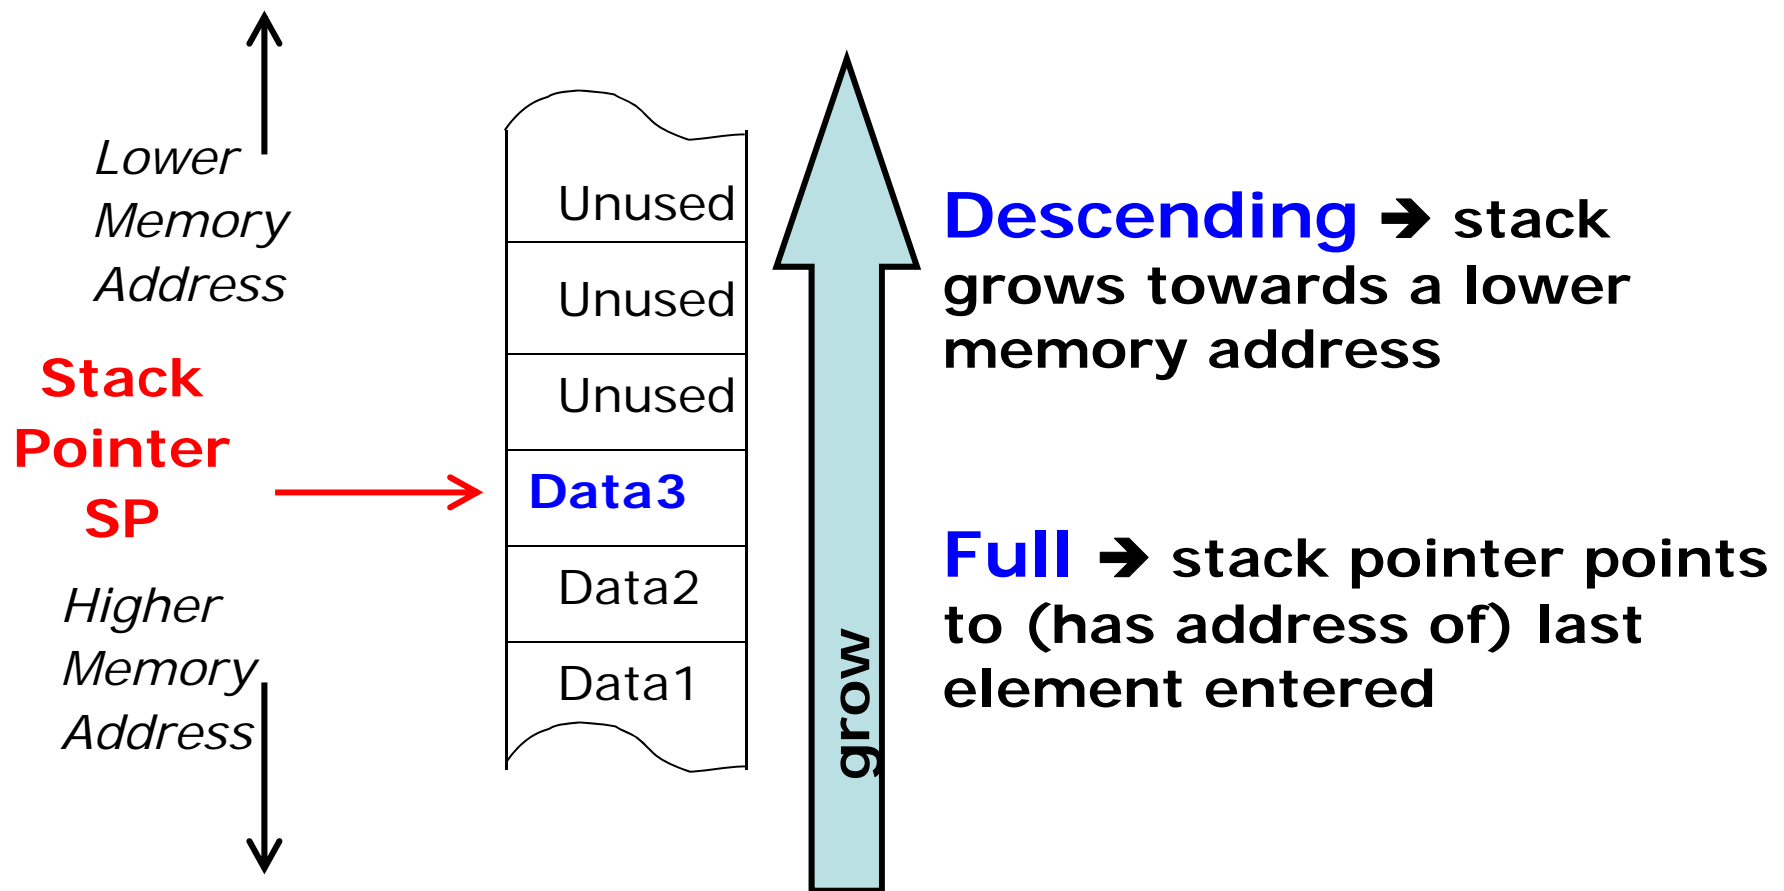 Lower
Memory
Address
Stack
Pointer
SP
Higher
Memory
Address
Unused
Unused
Unused
Data3
Data2
Data1
grow
Descending ➔ stack
grows towards a lower
memory address
Full ➔ stack pointer points
to (has address of) last
element entered